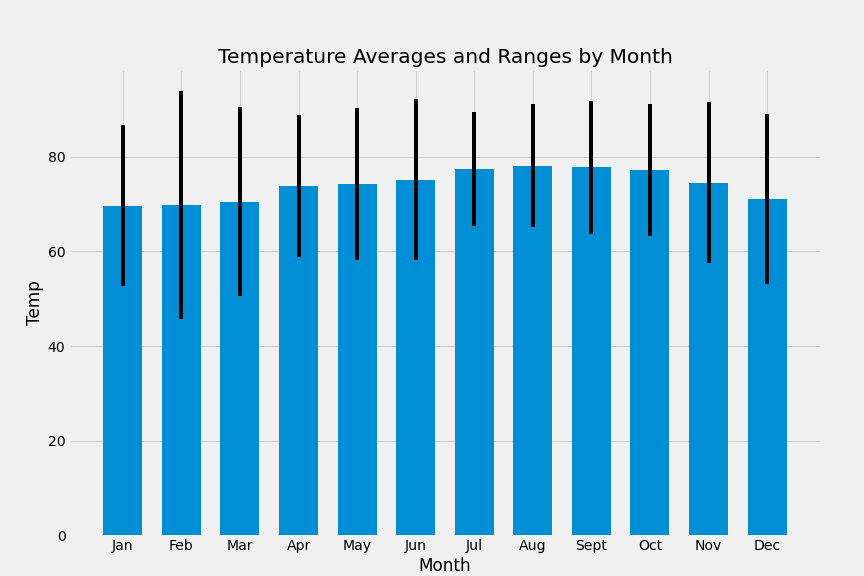 Temperature Averages and Ranges by Month
Temp
80
60
40
20
0
Jan Feb Mar Apr May Jun Jul Aug Sept Oct Nov Dec
Month